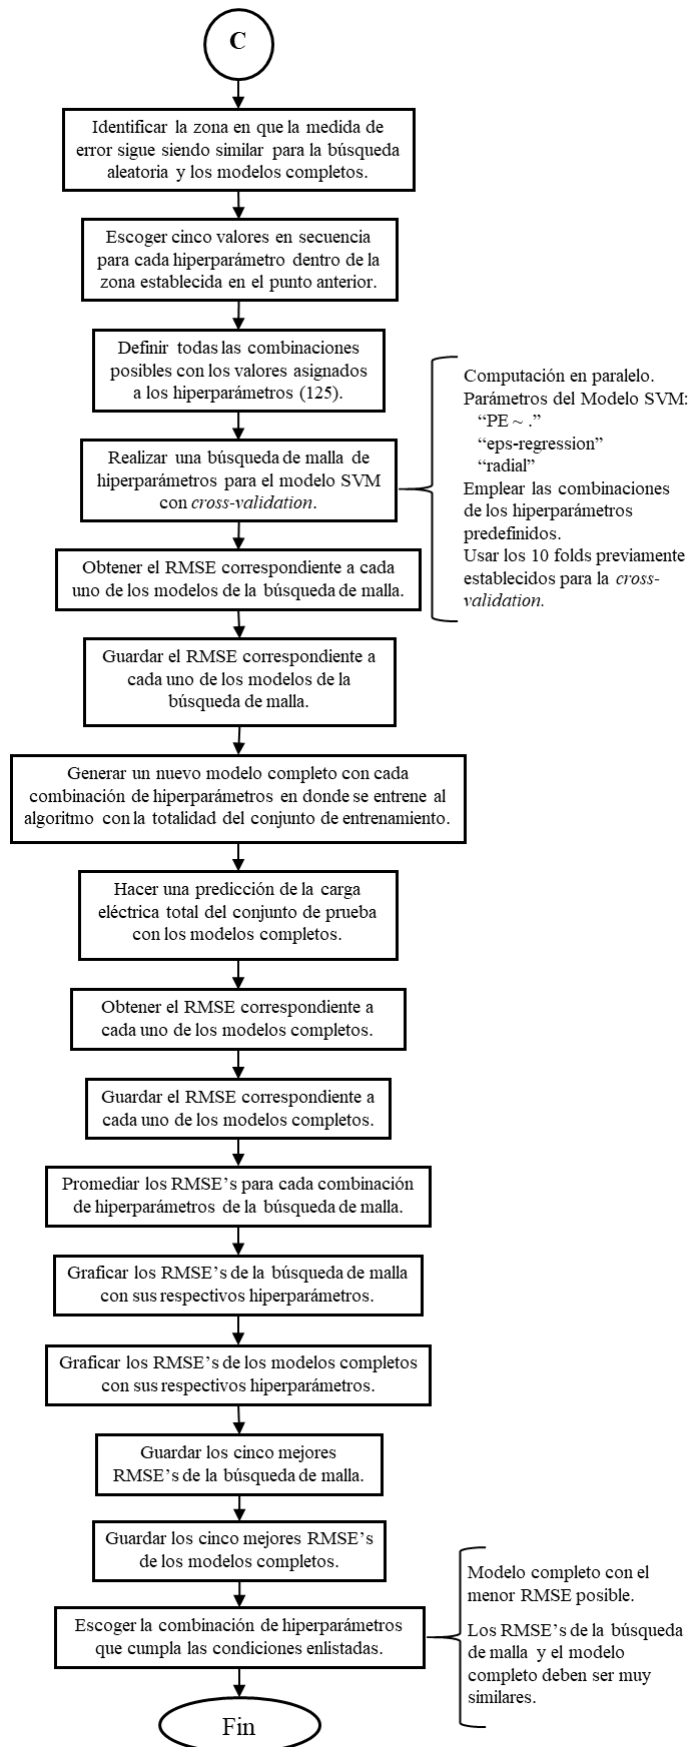 C
Identificar la zona en que la medida de
error sigue siendo similar para la búsqueda
aleatoria y los modelos completos.
Escoger cinco valores en secuencia
para cada hiperparámetro dentro de la
zona establecida en el punto anterior.
Definir todas las combinaciones
posibles con los valores asignados
a los hiperparámetros (125).
Realizar una búsqueda de malla de
hiperparámetros para el modelo SVM
con cross-validation.
Computación en paralelo.
Parámetros del Modelo SVM:
“PE ~ .”
“eps-regression”
“radial”
Emplear las combinaciones
de los hiperparámetros
predefinidos.
Usar los 10 folds previamente
establecidos para la cross-
validation.
Obtener el RMSE correspondiente a cada
uno de los modelos de la búsqueda de malla.
Guardar el RMSE correspondiente a
cada uno de los modelos de la
búsqueda de malla.
Generar un nuevo modelo completo con cada
combinación de hiperparámetros en donde se entrene al
algoritmo con la totalidad del conjunto de entrenamiento.
Hacer una predicción de la carga
eléctrica total del conjunto de prueba
con los modelos completos.
Obtener el RMSE correspondiente a
cada uno de los modelos completos.
Guardar el RMSE correspondiente a
cada uno de los modelos completos.
Promediar los RMSE’s para cada combinación
de hiperparámetros de la búsqueda de malla.
Graficar los RMSE’s de la búsqueda de malla
con sus respectivos hiperparámetros.
Graficar los RMSE’s de los modelos completos
con sus respectivos hiperparámetros.
Guardar los cinco mejores
RMSE’s de la búsqueda de malla.
Guardar los cinco mejores RMSE’s
de los modelos completos.
Escoger la combinación de hiperparámetros
que cumpla las condiciones enlistadas.
Modelo completo con el
menor RMSE posible.
Los RMSE’s de la búsqueda
de malla y el modelo
completo deben ser muy
similares.
Fin